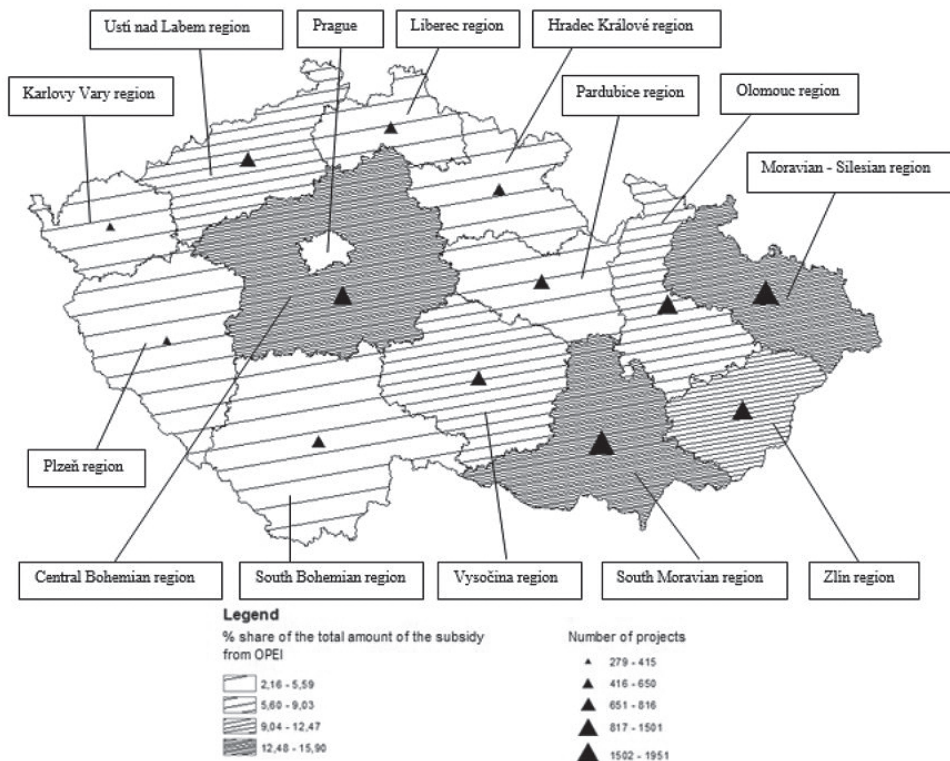 Ustí nad Labem region
Prague
Liberec region
Hradec Králové region
Karlovy Vary region
Pardubice region
Olomouc region
Moravian - Silesian region
Plzeň region
Central Bohemian region
South Bohemian region
Vysočina region
South Moravian region
Zlín region
Legend
% share of the total amount of the subsidy
from OPEI
2,16 - 5,59
5,60 - 9,03
9,04 - 12,47
12,48 - 15,90
Number of projects
279 - 415
416 - 650
651 - 816
817 - 1501
1502 - 1951